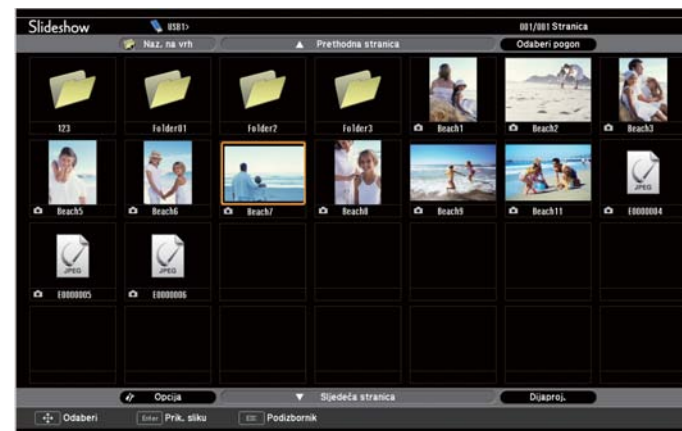 Slideshow USB1> 001/001 Stranica
Naz. na vrh ▲ Prethodna stranica Odaberi pogon
123 Folder01 Folder2 Folder3 Beach1 Beach2 Beach3
Beach5 Beach6 Beach7 Beach8 Beach9 Beach11 E0000004
JPEG
E0000005 E0000006
JPEG JPEG
Opcija ▼ Sljedeća stranica Dijaproj.
Odaberi Enter Prik. sliku ESC Podizbornik